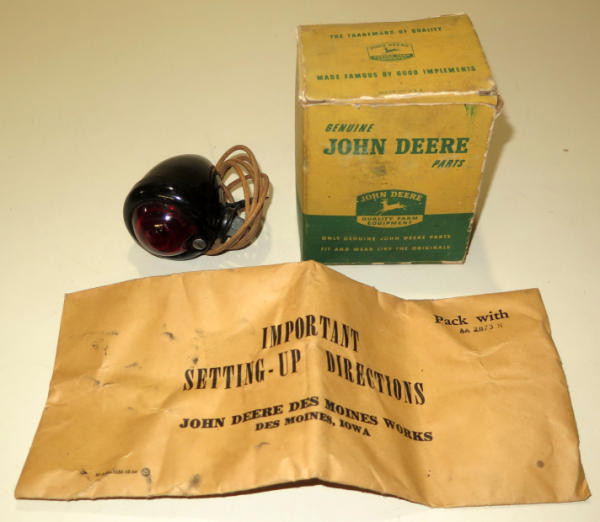 THE TRADEMARK OF QUALITY
MADE FAMOUS BY GOOD IMPLEMENTS
GENUINE
JOHN DEERE
PARTS
JOHN DEERE
QUALITY FARM
EQUIPMENT
ONLY GENUINE JOHN DEERE PARTS
FIT AND WEAR LIKE THE ORIGINALS
Pack with
AA 2873 N
IMPORTANT
SETTING-UP DIRECTIONS
JOHN DEERE DES MOINES WORKS
DES MOINES, IOWA